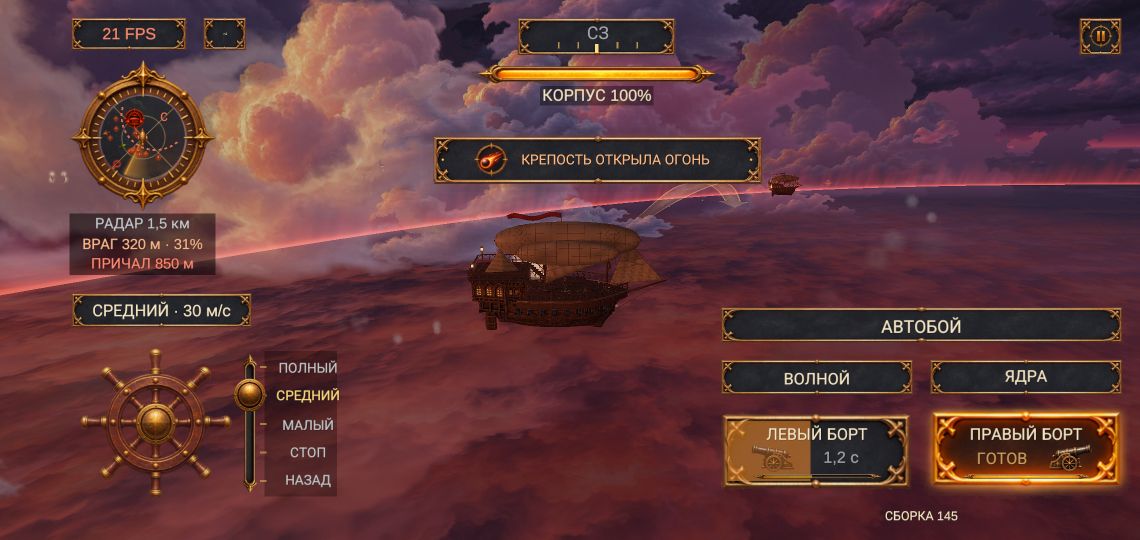 21 FPS
СЗ
КОРПУС 100%
КРЕПОСТЬ ОТКРЫЛА ОГОНЬ
С
РАДАР 1,5 км
ВРАГ 320 м · 31%
ПРИЧАЛ 850 м
СРЕДНИЙ · 30 м/с
ПОЛНЫЙ
СРЕДНИЙ
МАЛЫЙ
СТОП
НАЗАД
АВТОБОЙ
ВОЛНОЙ
ЯДРА
ЛЕВЫЙ БОРТ
1,2 с
ПРАВЫЙ БОРТ
ГОТОВ
СБОРКА 145